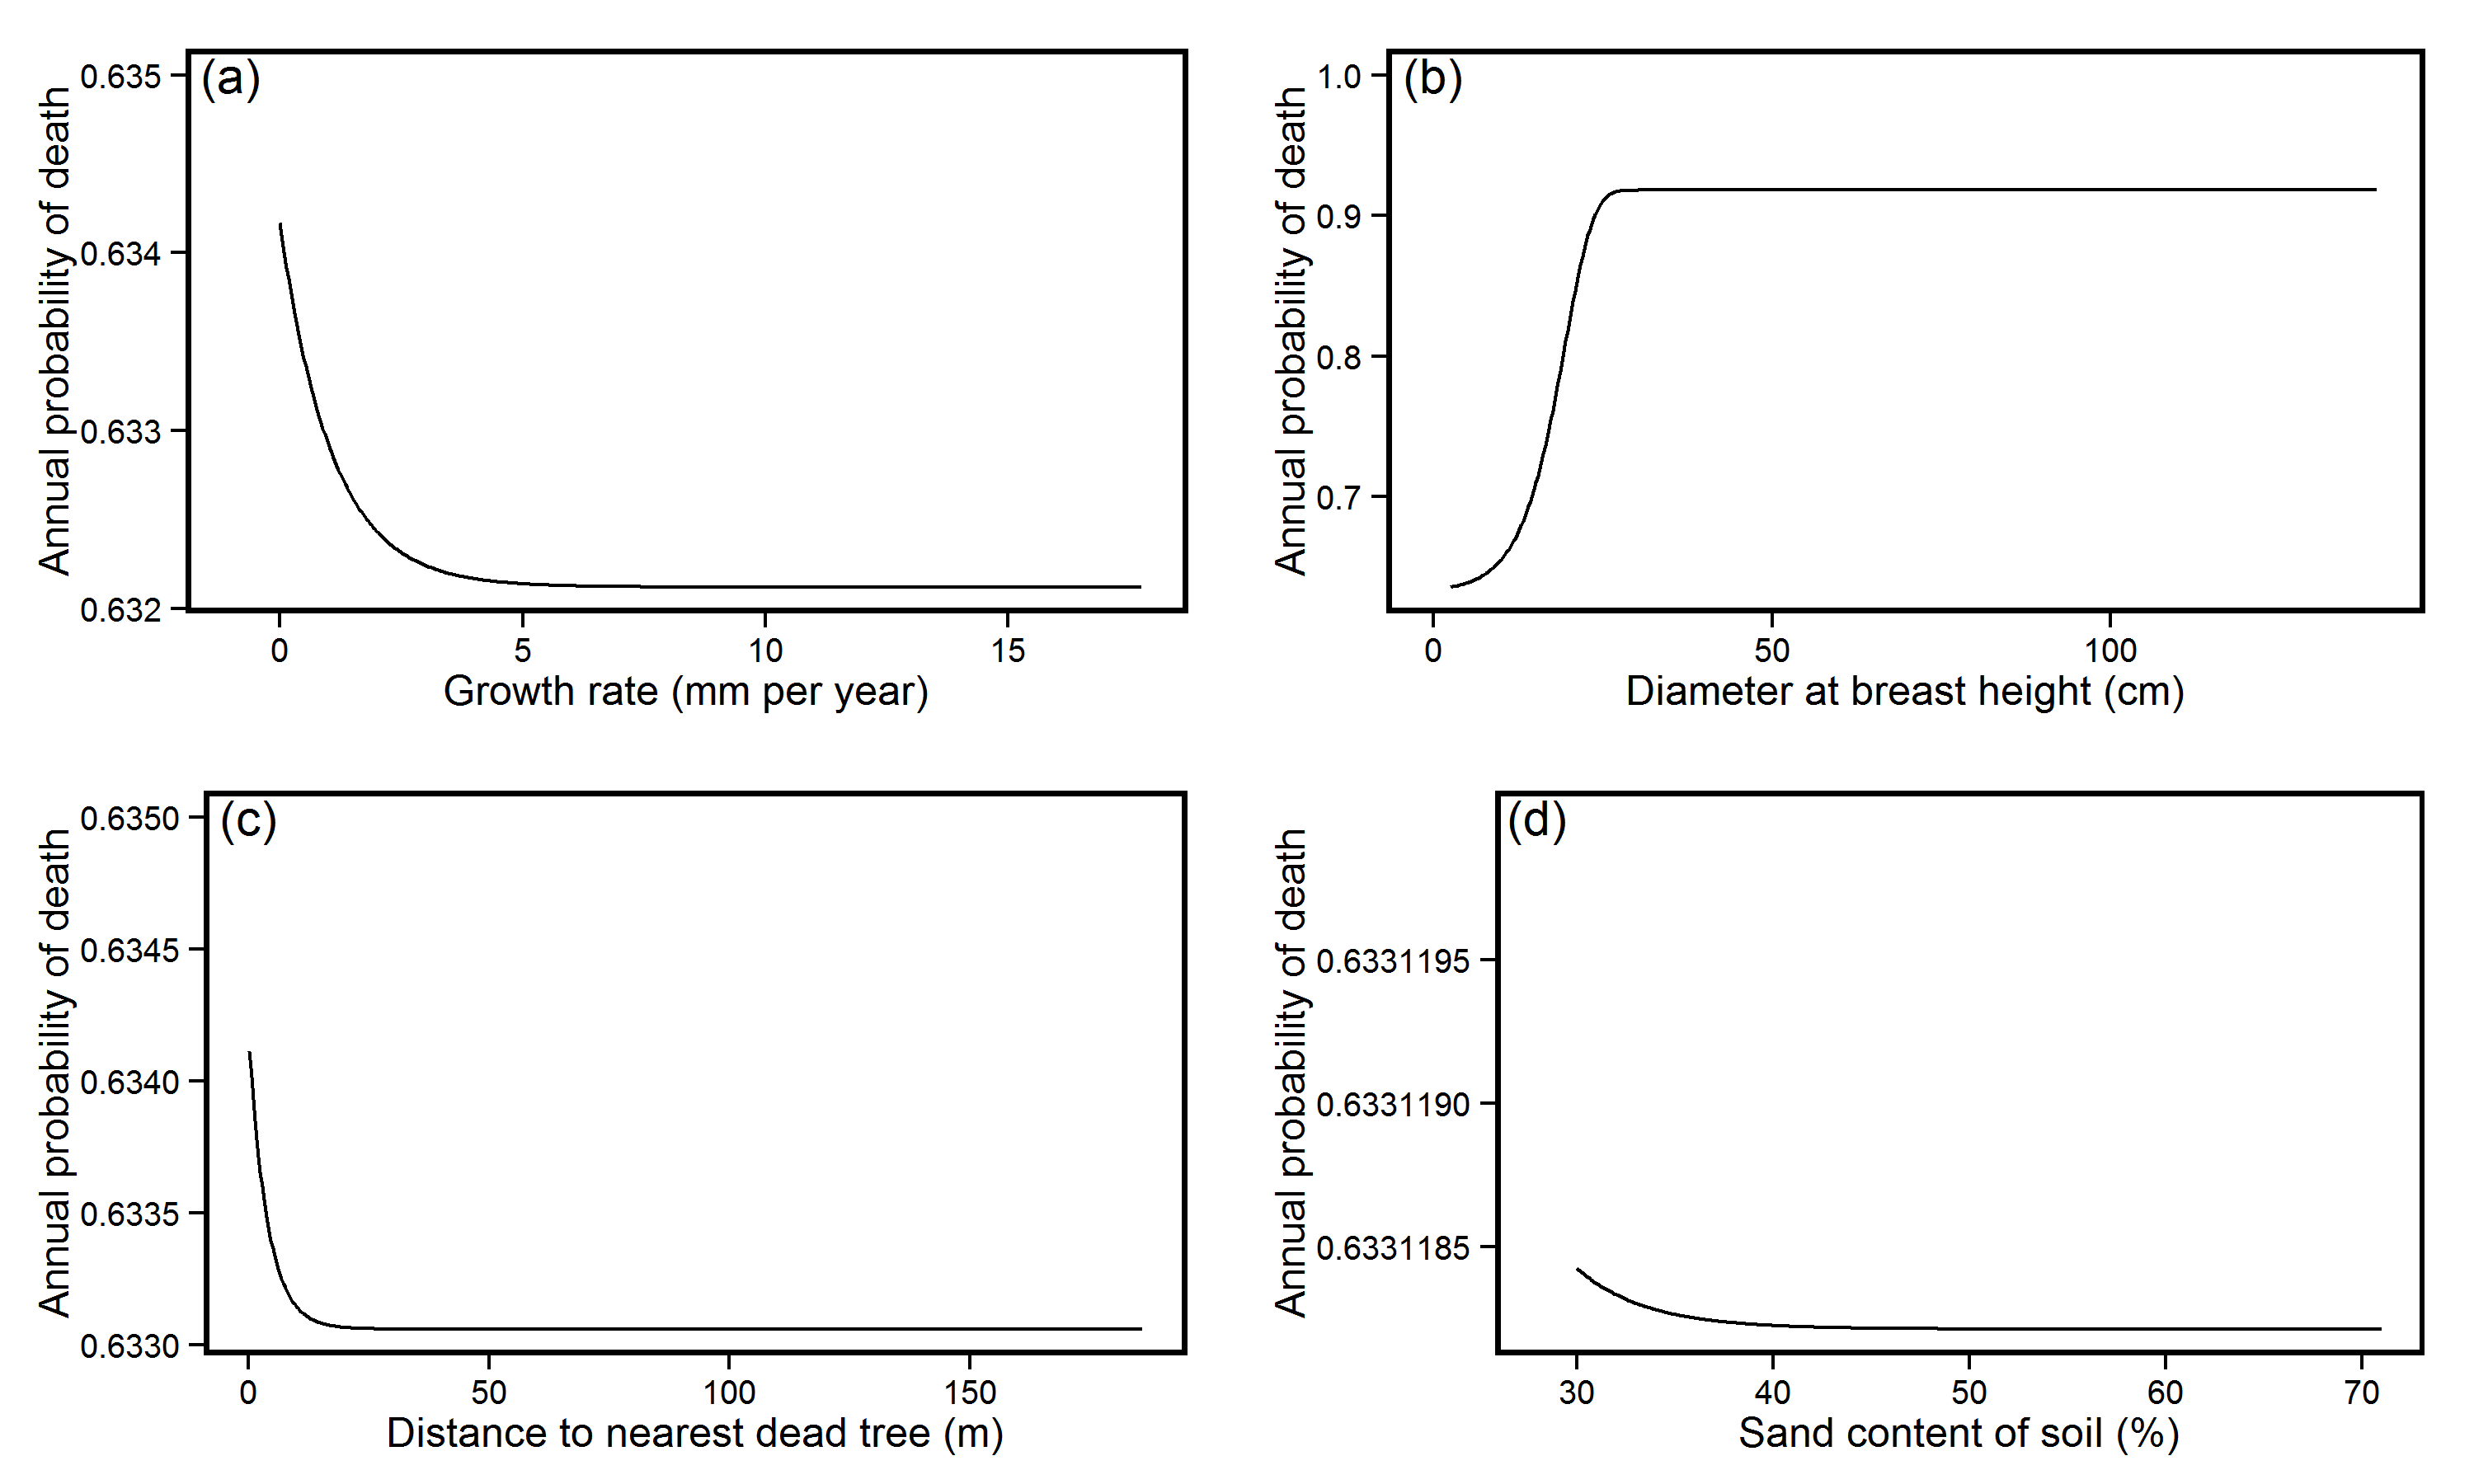 (a)
Annual probability of death
0.635
0.634
0.633
0.632
0 5 10 15
Growth rate (mm per year)
(b)
Annual probability of death
1.0
0.9
0.8
0.7
0 50 100
Diameter at breast height (cm)
(c)
Annual probability of death
0.6350
0.6345
0.6340
0.6335
0.6330
0 50 100 150
Distance to nearest dead tree (m)
(d)
Annual probability of death
0.6331195
0.6331190
0.6331185
30 40 50 60 70
Sand content of soil (%)